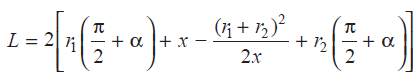 L = 2[r₁(π/2 + α) + x − (r₁ + r₂)²/2x + r₂(π/2 + α)]